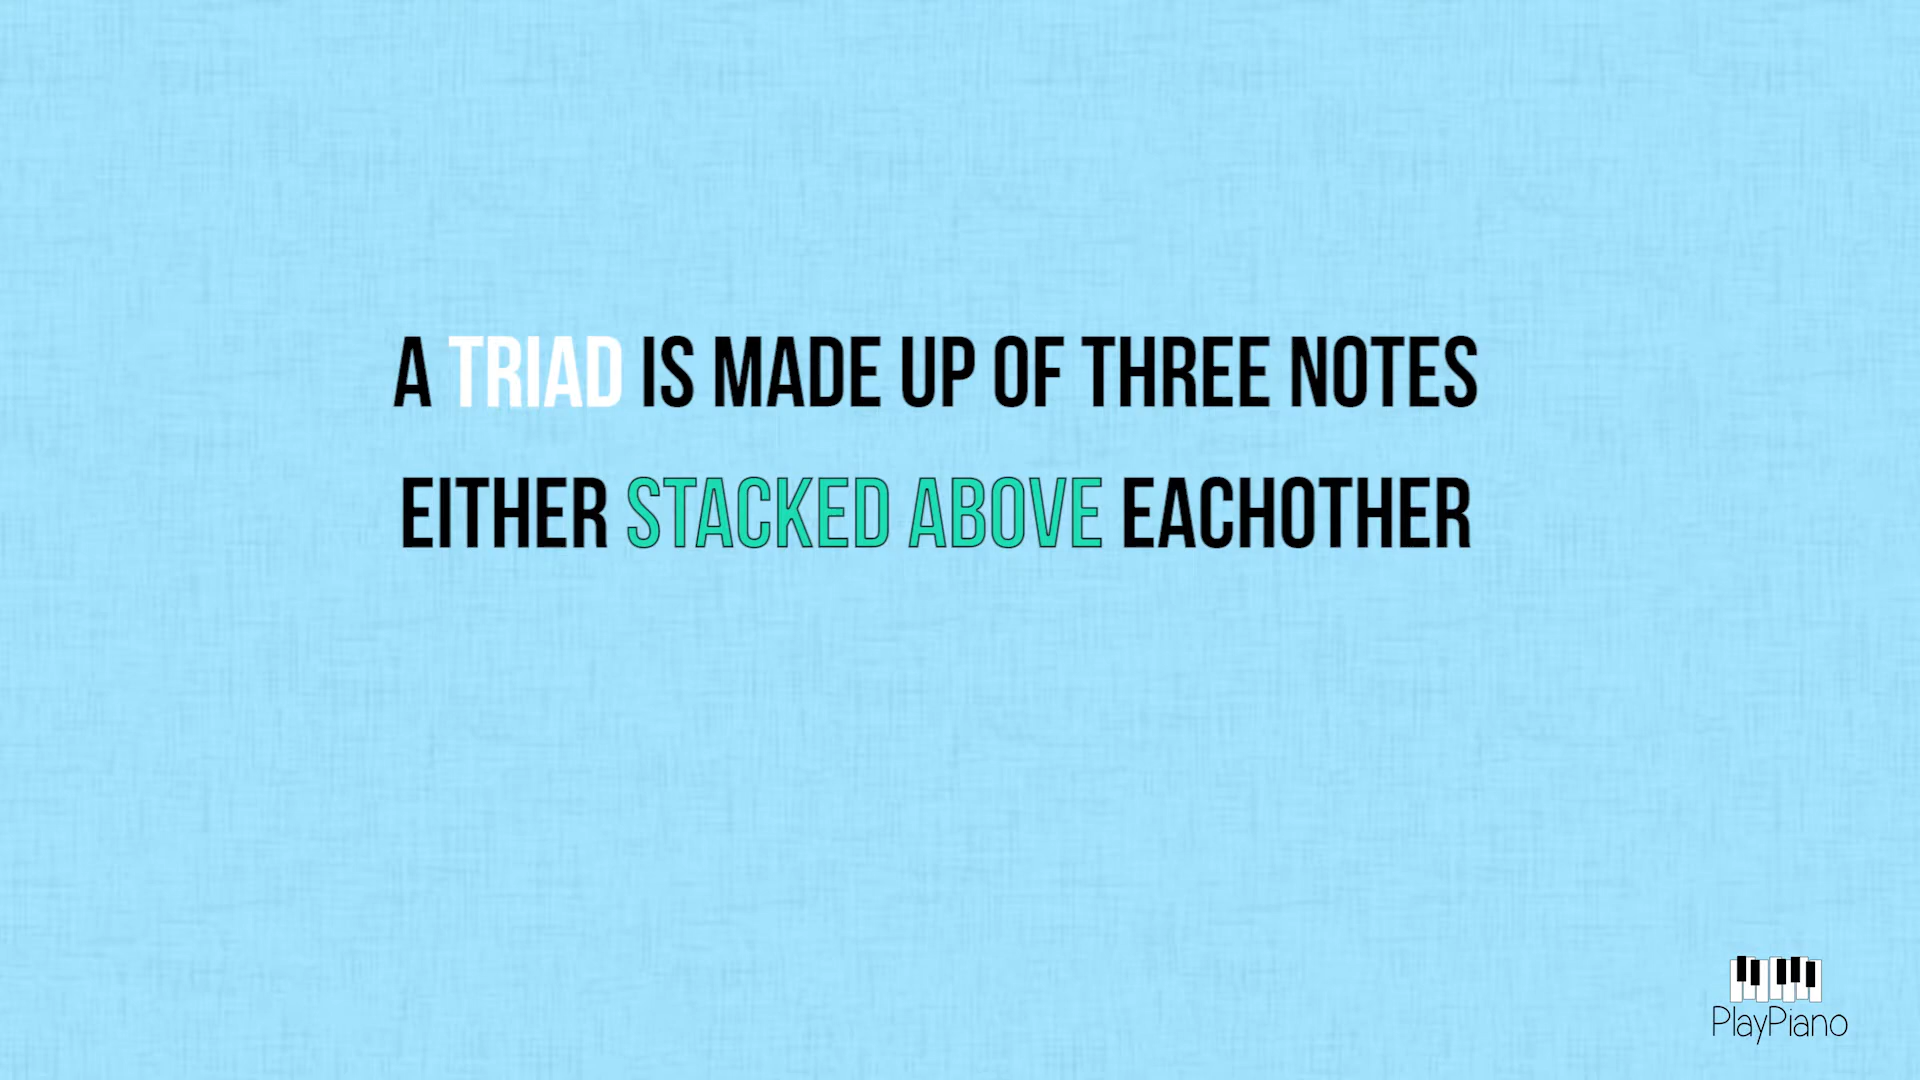 A TRIAD IS MADE UP OF THREE NOTES
EITHER STACKED ABOVE EACHOTHER
PlayPiano